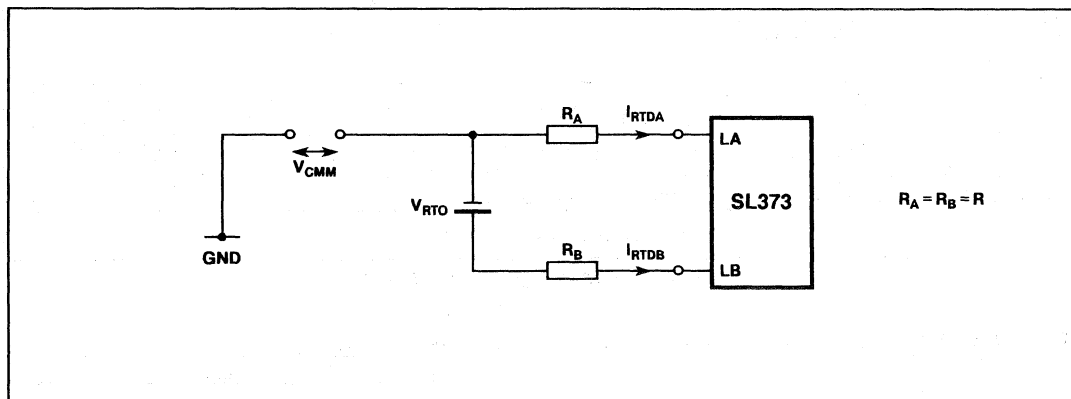 R_A
I_RTDA
LA
V_CMM
V_RTO
SL373
R_A = R_B = R
GND
R_B
I_RTDB
LB